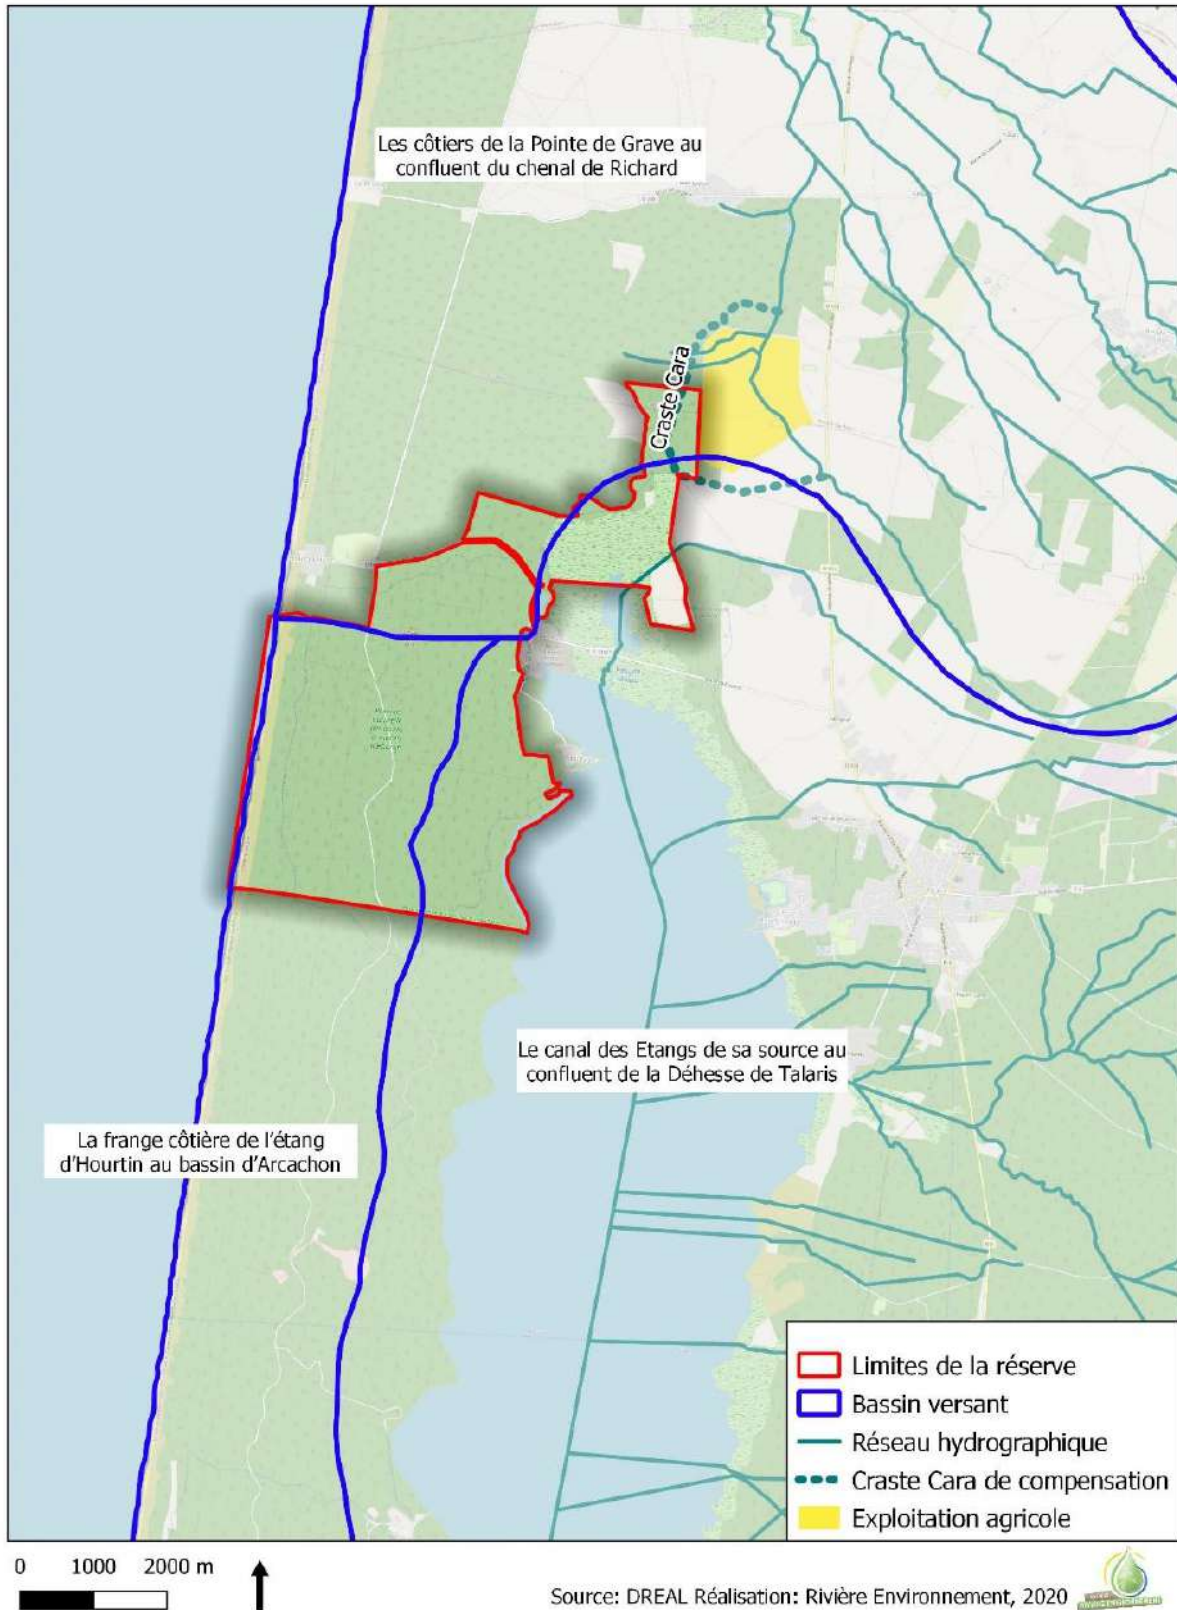 Les côtiers de la Pointe de Grave au
confluent du chenal de Richard
Craste Cara
Le canal des Etangs de sa source au
confluent de la Déhesse de Talaris
La frange côtière de l'étang
d'Hourtin au bassin d'Arcachon
Limites de la réserve
Bassin versant
Réseau hydrographique
Craste Cara de compensation
Exploitation agricole
0 1000 2000 m
Source: DREAL Réalisation: Rivière Environnement, 2020